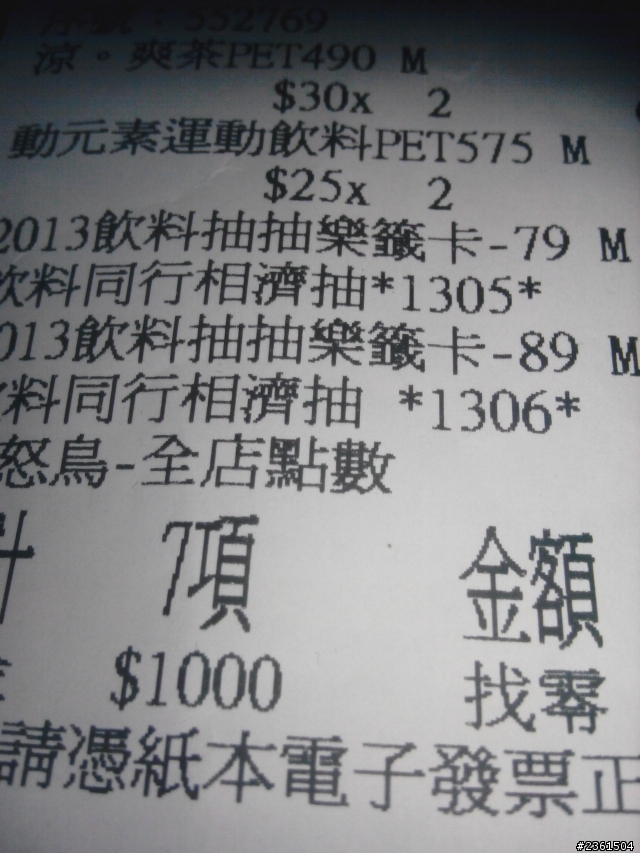 序號：552769
涼。爽茶PET490 M
$30x 2
動元素運動飲料PET575 M
$25x 2
2013飲料抽抽樂籤卡-79 M
飲料同行相濟抽*1305*
013飲料抽抽樂籤卡-89 M
料同行相濟抽 *1306*
怒鳥-全店點數
計 7項 金額
$1000 找零
請憑紙本電子發票正
#2361504